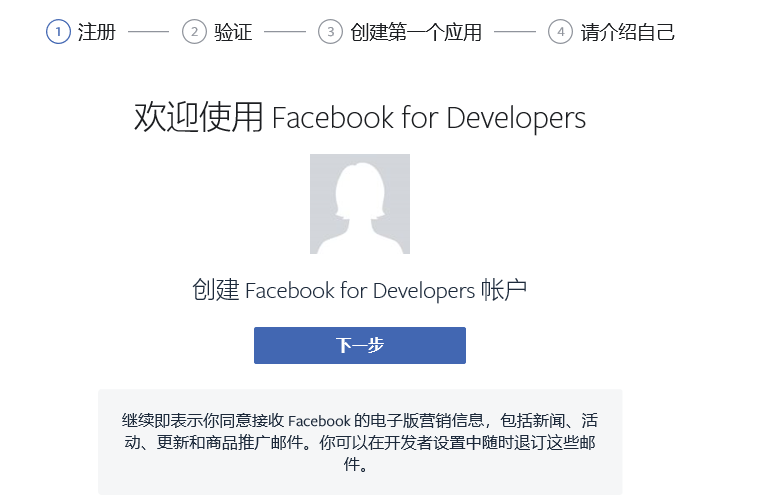 1 注册 2 验证 3 创建第一个应用 4 请介绍自己
欢迎使用 Facebook for Developers
创建 Facebook for Developers 帐户
下一步
继续即表示你同意接收 Facebook 的电子版营销信息，包括新闻、活
动、更新和商品推广邮件。你可以在开发者设置中随时退订这些邮
件。